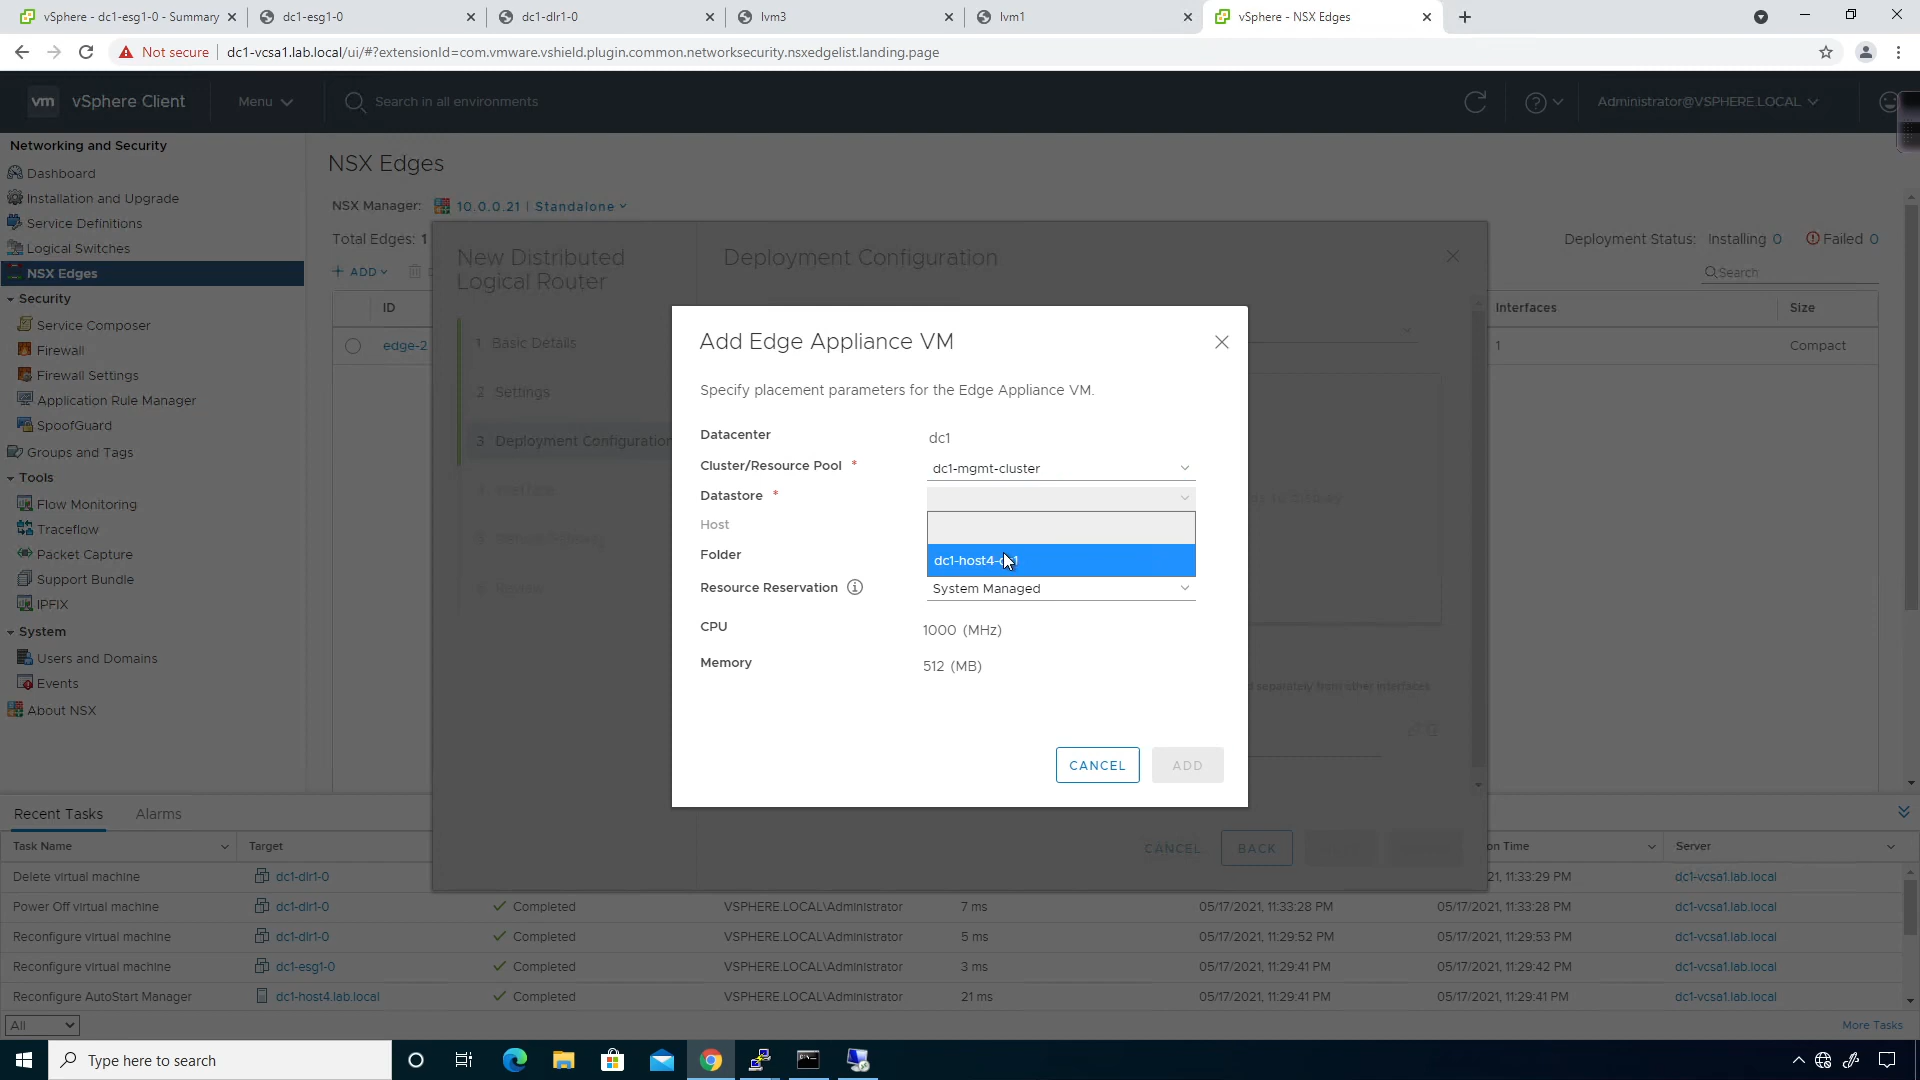 vSphere - dc1-esg1-0 - Summary
dc1-esg1-0
dc1-dlr1-0
lvm3
lvm1
vSphere - NSX Edges
Not secure
dc1-vcsa1.lab.local/ui/#?extensionId=com.vmware.vshield.plugin.common.networksecurity.nsxedgelist.landing.page
vm vSphere Client
Menu
Search in all environments
Administrator@VSPHERE.LOCAL
Networking and Security
Dashboard
Installation and Upgrade
Service Definitions
Logical Switches
NSX Edges
Security
Service Composer
Firewall
Firewall Settings
Application Rule Manager
SpoofGuard
Groups and Tags
Tools
Flow Monitoring
Traceflow
Packet Capture
Support Bundle
IPFIX
System
Users and Domains
Events
About NSX
NSX Edges
NSX Manager: 10.0.0.21 | Standalone
Total Edges: 1
Deployment Status: Installing 0 Failed 0
+ ADD
Search
ID
Interfaces
Size
edge-2
1
Compact
New Distributed
Logical Router
1 Basic Details
2 Settings
3 Deployment Configuration
4 Interface
Deployment Configuration
separately from other interfaces
CANCEL
BACK
Add Edge Appliance VM
Specify placement parameters for the Edge Appliance VM.
Datacenter dc1
Cluster/Resource Pool * dc1-mgmt-cluster
Datastore *
Host
dc1-host4-
Folder
Resource Reservation System Managed
CPU 1000 (MHz)
Memory 512 (MB)
CANCEL
ADD
Recent Tasks
Alarms
Task Name Target on Time Server
Delete virtual machine dc1-dlr1-0 21, 11:33:29 PM dc1-vcsa1.lab.local
Power Off virtual machine dc1-dlr1-0 Completed VSPHERE.LOCAL\Administrator 7 ms 05/17/2021, 11:33:28 PM 05/17/2021, 11:33:28 PM dc1-vcsa1.lab.local
Reconfigure virtual machine dc1-dlr1-0 Completed VSPHERE.LOCAL\Administrator 5 ms 05/17/2021, 11:29:52 PM 05/17/2021, 11:29:53 PM dc1-vcsa1.lab.local
Reconfigure virtual machine dc1-esg1-0 Completed VSPHERE.LOCAL\Administrator 3 ms 05/17/2021, 11:29:41 PM 05/17/2021, 11:29:42 PM dc1-vcsa1.lab.local
Reconfigure AutoStart Manager dc1-host4.lab.local Completed VSPHERE.LOCAL\Administrator 21 ms 05/17/2021, 11:29:41 PM 05/17/2021, 11:29:41 PM dc1-vcsa1.lab.local
All
More Tasks
Type here to search